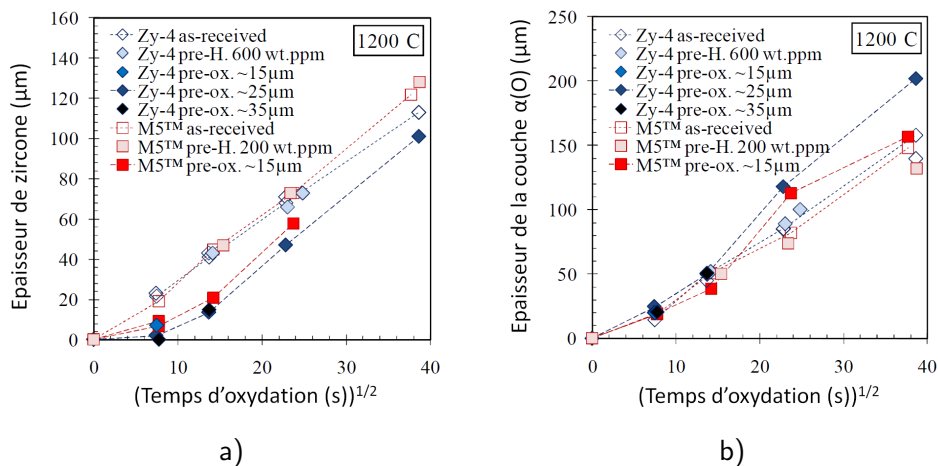 a)
Epaisseur de zircone (µm)
160
140
120
100
80
60
40
20
0
1200 C
Zy-4 as-received
Zy-4 pre-H. 600 wt.ppm
Zy-4 pre-ox. ~15µm
Zy-4 pre-ox. ~25µm
Zy-4 pre-ox. ~35µm
M5™ as-received
M5™ pre-H. 200 wt.ppm
M5™ pre-ox. ~15µm
0 10 20 30 40
(Temps d'oxydation (s))1/2
b)
Epaisseur de la couche α(O) (µm)
250
200
150
100
50
0
1200 C
Zy-4 as-received
Zy-4 pre-H. 600 wt.ppm
Zy-4 pre-ox. ~15µm
Zy-4 pre-ox. ~25µm
Zy-4 pre-ox. ~35µm
M5™ as-received
M5™ pre-H. 200 wt.ppm
M5™ pre-ox. ~15µm
0 10 20 30 40
(Temps d'oxydation (s))1/2
a)
b)